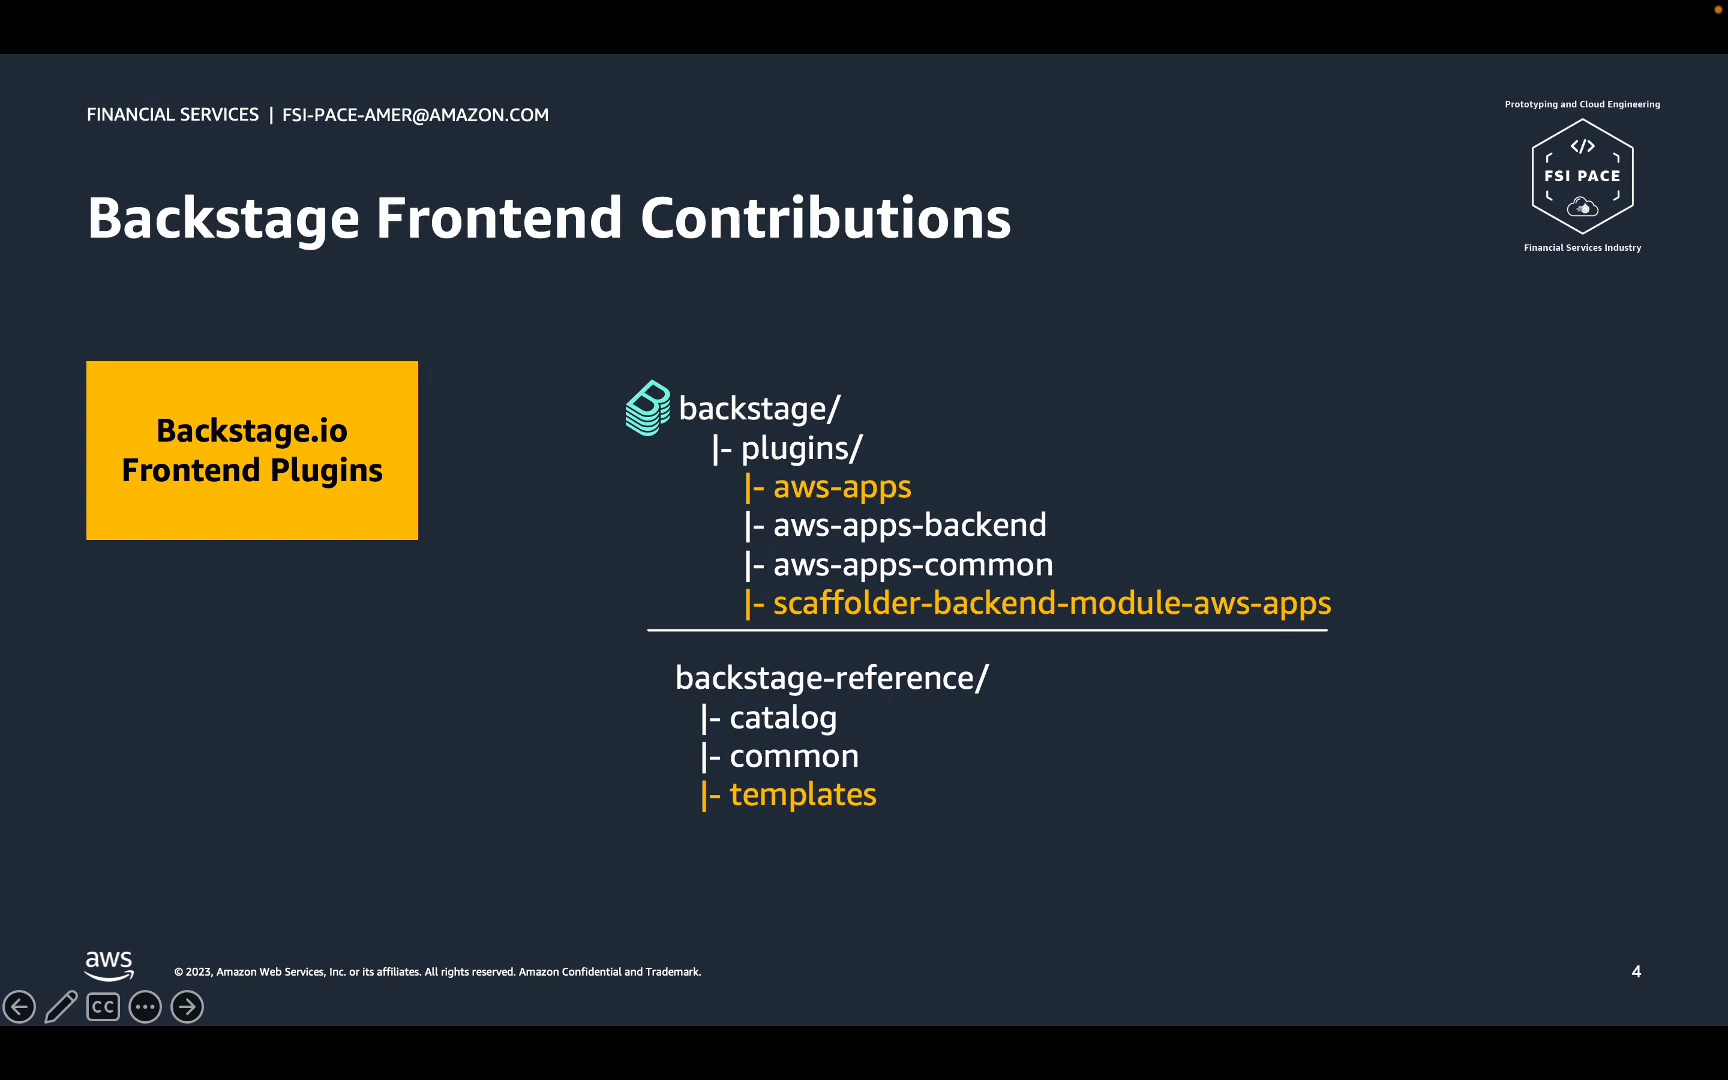 FINANCIAL SERVICES | FSI-PACE-AMER@AMAZON.COM
Prototyping and Cloud Engineering
</>
FSI PACE
Financial Services Industry
Backstage Frontend Contributions
Backstage.io
Frontend Plugins
backstage/
|- plugins/
|- aws-apps
|- aws-apps-backend
|- aws-apps-common
|- scaffolder-backend-module-aws-apps
backstage-reference/
|- catalog
|- common
|- templates
aws
© 2023, Amazon Web Services, Inc. or its affiliates. All rights reserved. Amazon Confidential and Trademark.
4
CC